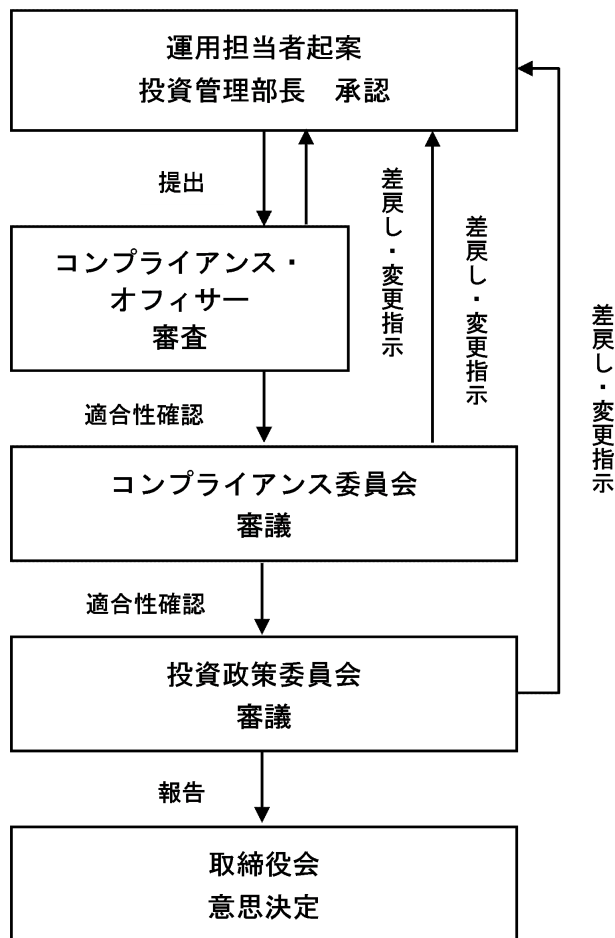 運用担当者起案
投資管理部長　承認
提出
差戻し・変更指示
差戻し・変更指示
差戻し・変更指示
コンプライアンス・
オフィサー
審査
適合性確認
コンプライアンス委員会
審議
適合性確認
投資政策委員会
審議
報告
取締役会
意思決定